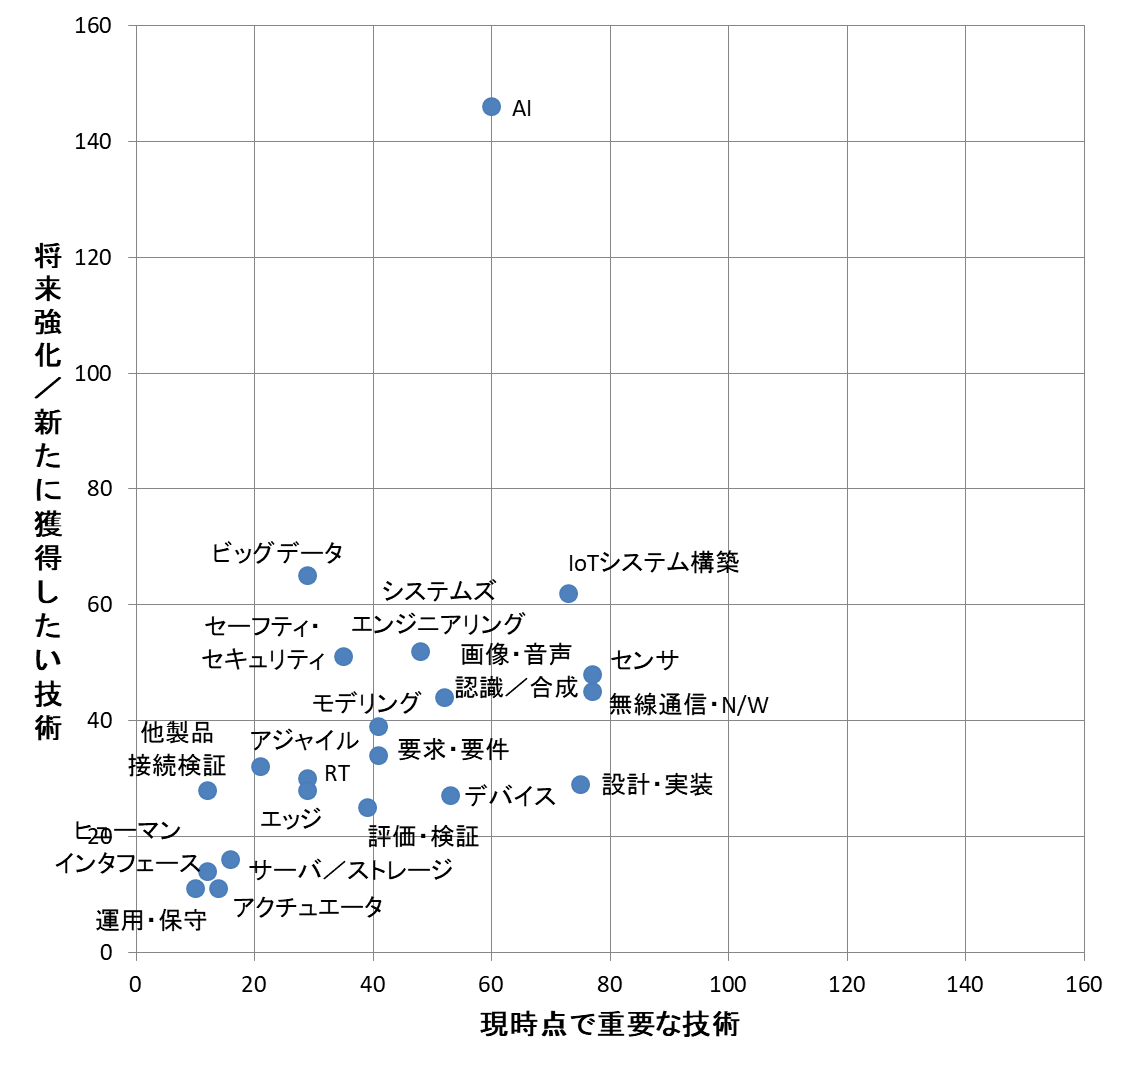 160
140
120
100
80
60
40
20
0
将来強化／新たに獲得したい技術
AI
ビッグデータ
IoTシステム構築
システムズ
エンジニアリング
セーフティ・
セキュリティ
画像・音声
認識／合成
センサ
無線通信・N/W
モデリング
他製品
接続検証
アジャイル
要求・要件
RT
設計・実装
デバイス
エッジ
評価・検証
ヒューマン
インタフェース
サーバ／ストレージ
アクチュエータ
運用・保守
0 20 40 60 80 100 120 140 160
現時点で重要な技術